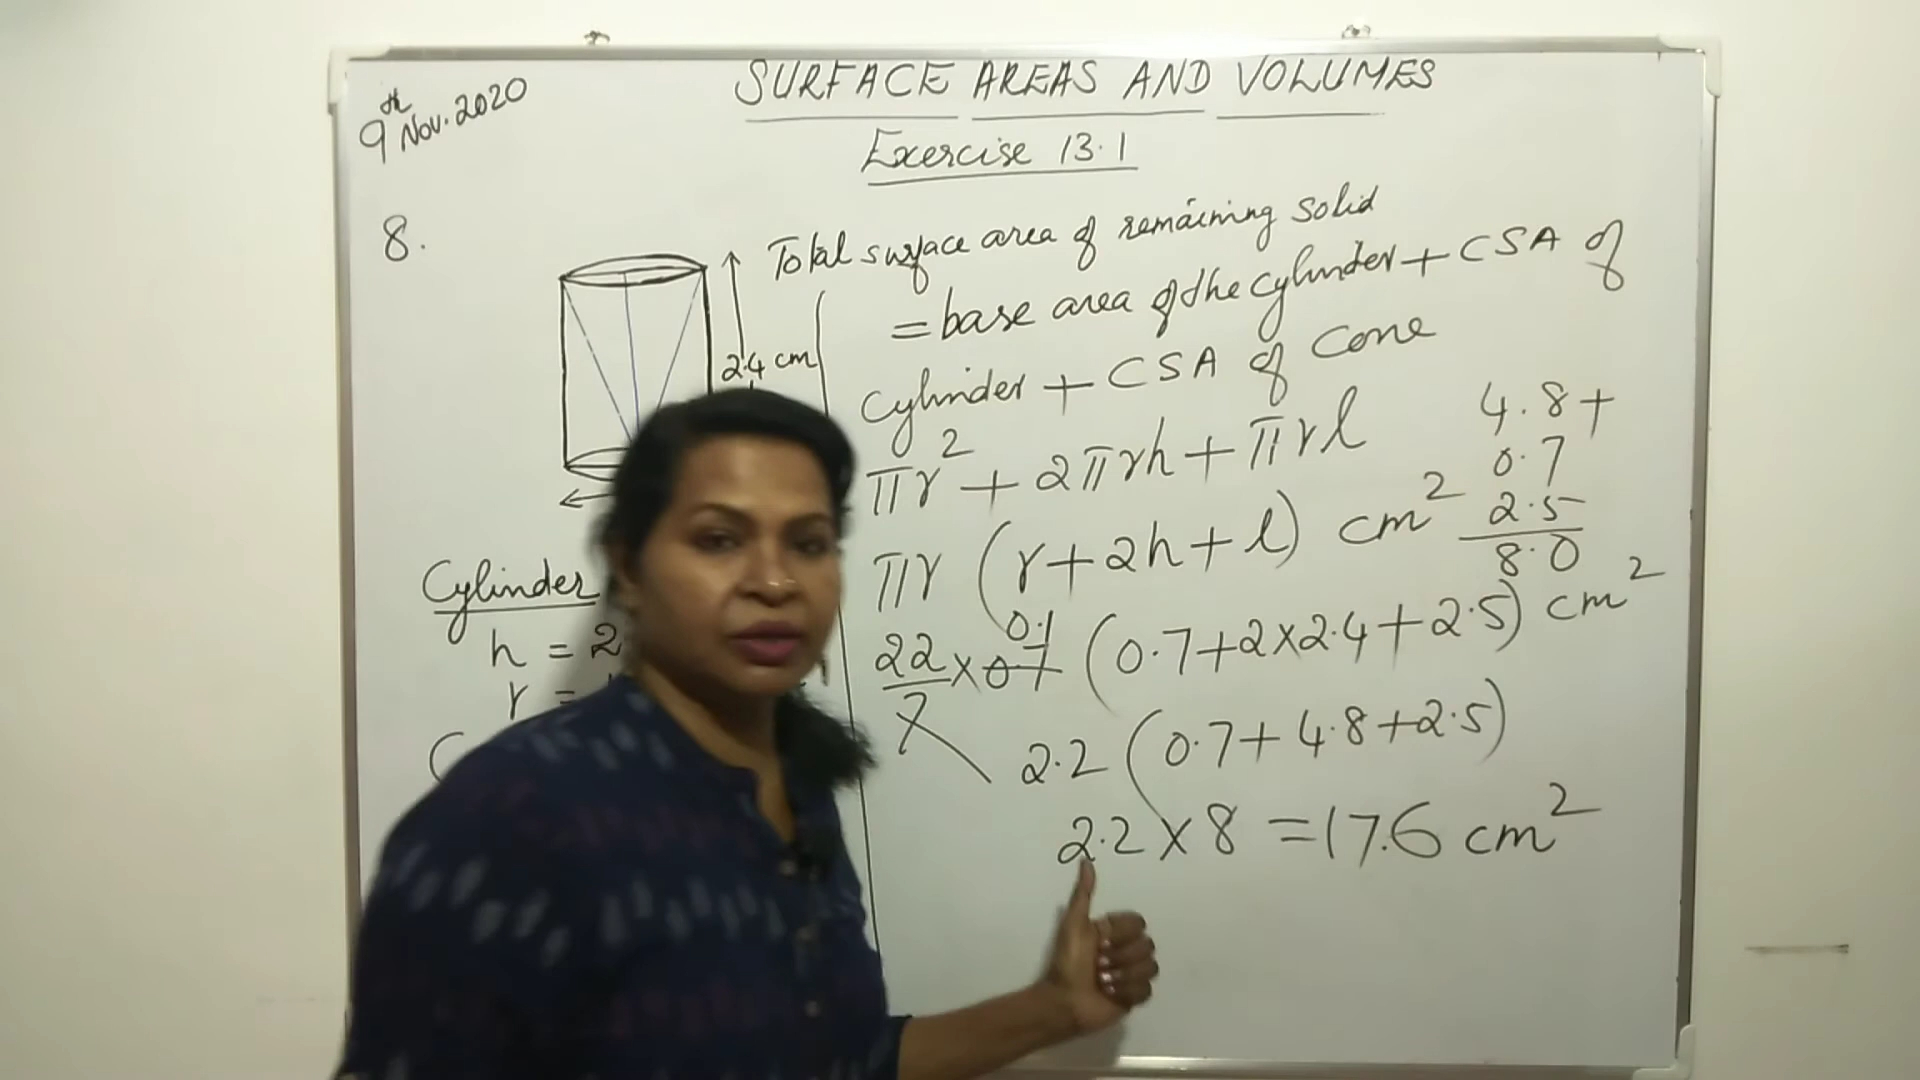 9th Nov. 2020
SURFACE AREAS AND VOLUMES
Exercise 13.1
8.
2.4 cm
Cylinder
h = 2
r =
Total surface area of remaining solid
= base area of the cylinder + CSA of
cylinder + CSA of Cone
πr² + 2πrh + πrl
πr (r + 2h + l) cm²
4.8 +
0.7
2.5
8.0
0.1
22/7 × 0.7 (0.7 + 2 × 2.4 + 2.5) cm²
2.2 (0.7 + 4.8 + 2.5)
2.2 × 8 = 17.6 cm²